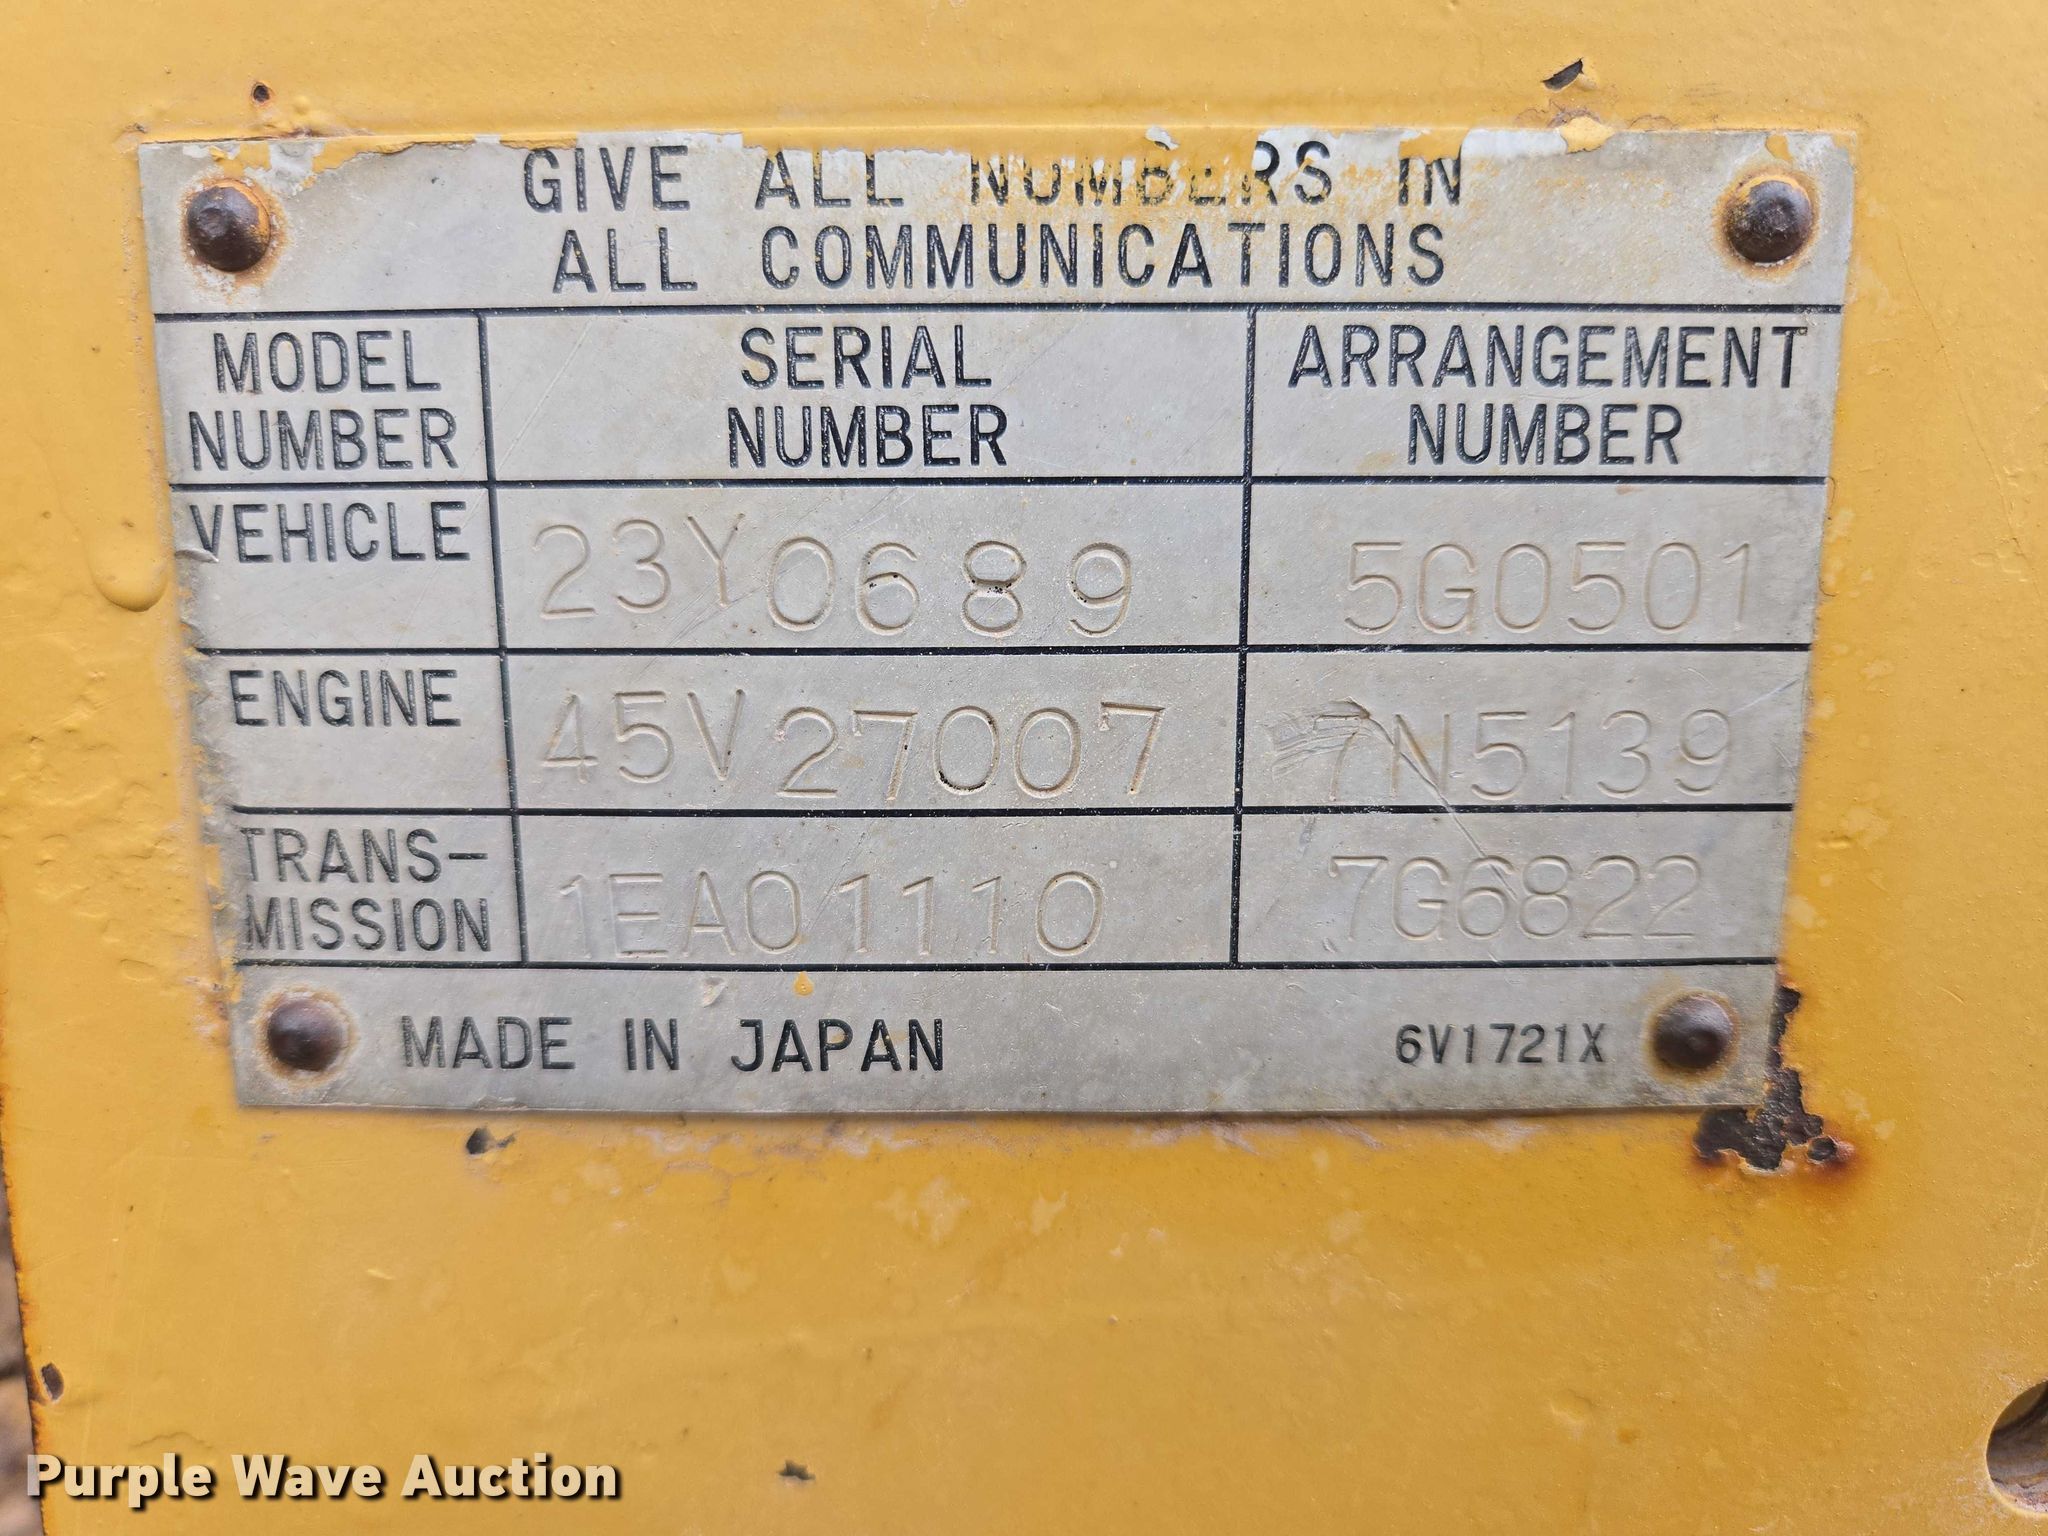 GIVE ALL NUMBERS IN
ALL COMMUNICATIONS
MODEL NUMBER
SERIAL NUMBER
ARRANGEMENT NUMBER
VEHICLE 23Y0689 5G0501
ENGINE 45V27007 7N5139
TRANS-
MISSION 1EA01110 7G6822
MADE IN JAPAN 6V1721X
Purple Wave Auction